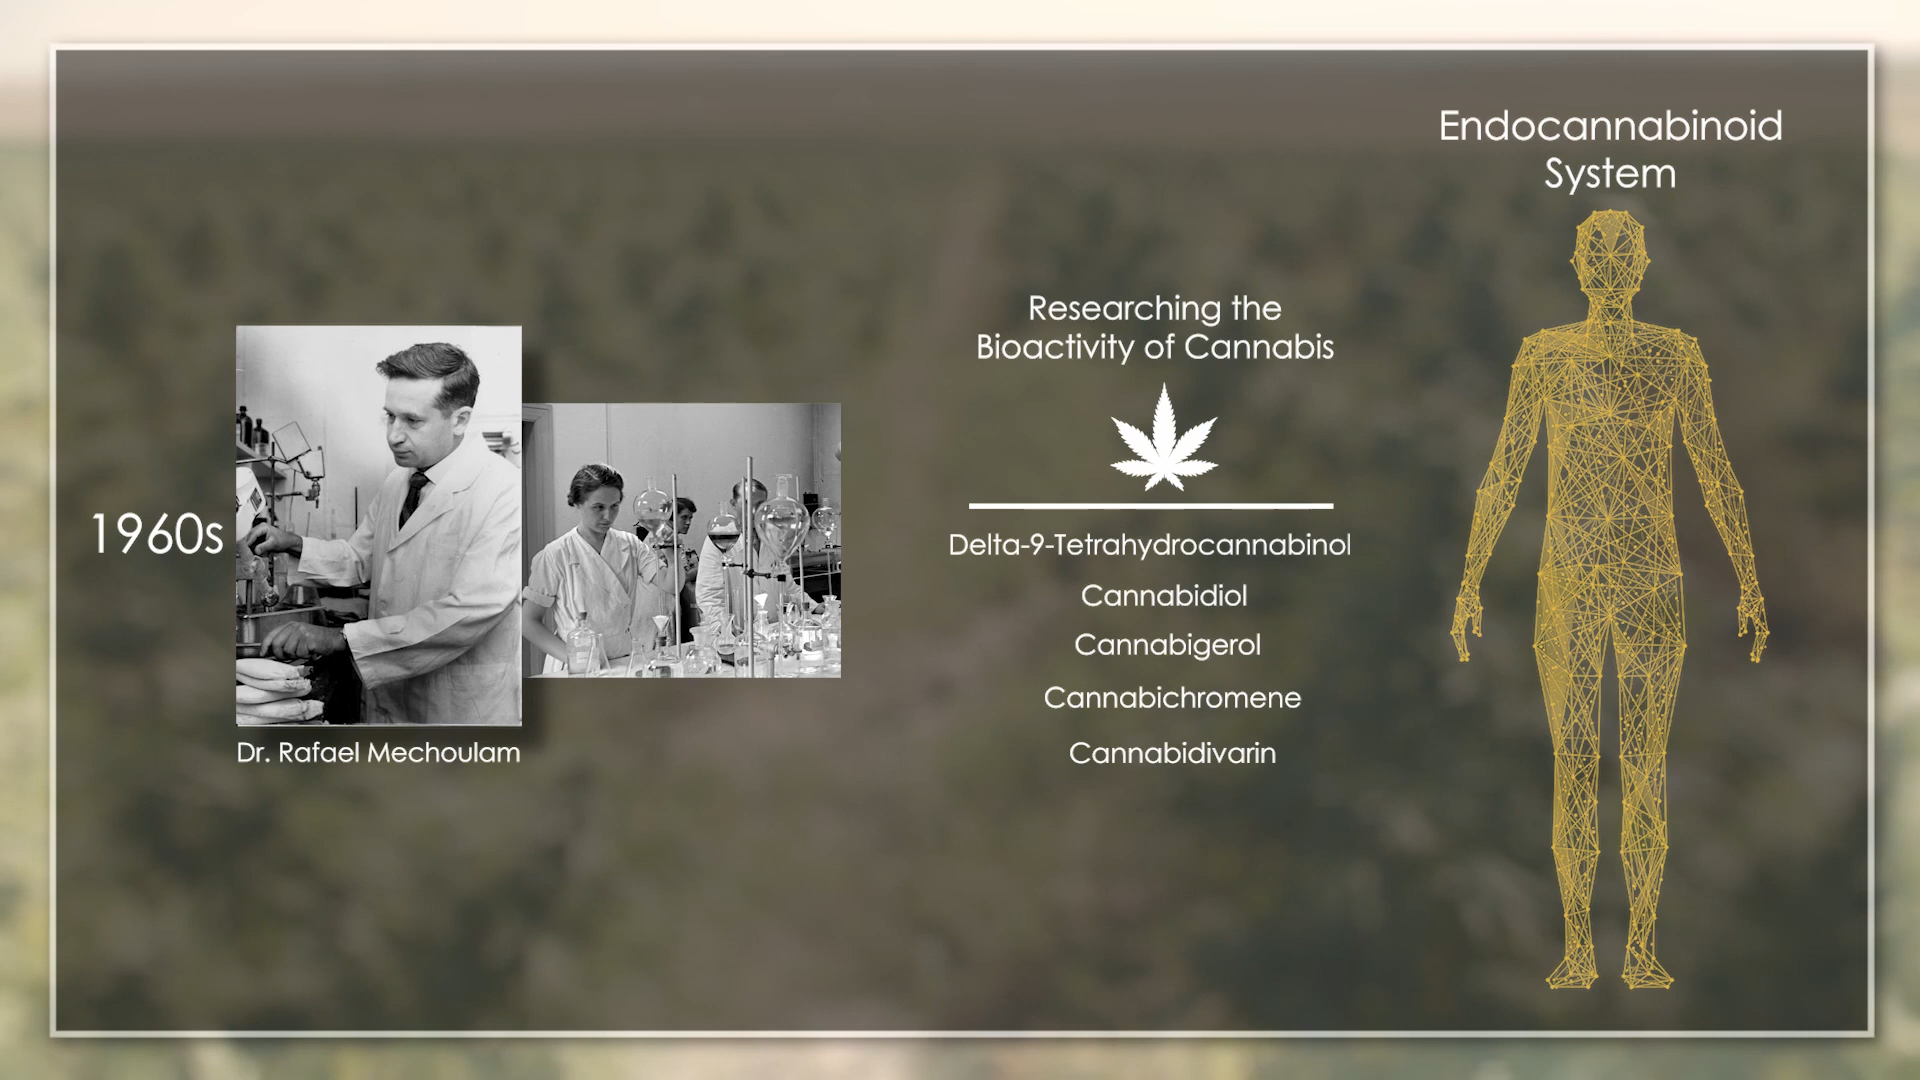 1960s
Dr. Rafael Mechoulam
Researching the
Bioactivity of Cannabis
Delta-9-Tetrahydrocannabinol
Cannabidiol
Cannabigerol
Cannabichromene
Cannabidivarin
Endocannabinoid
System